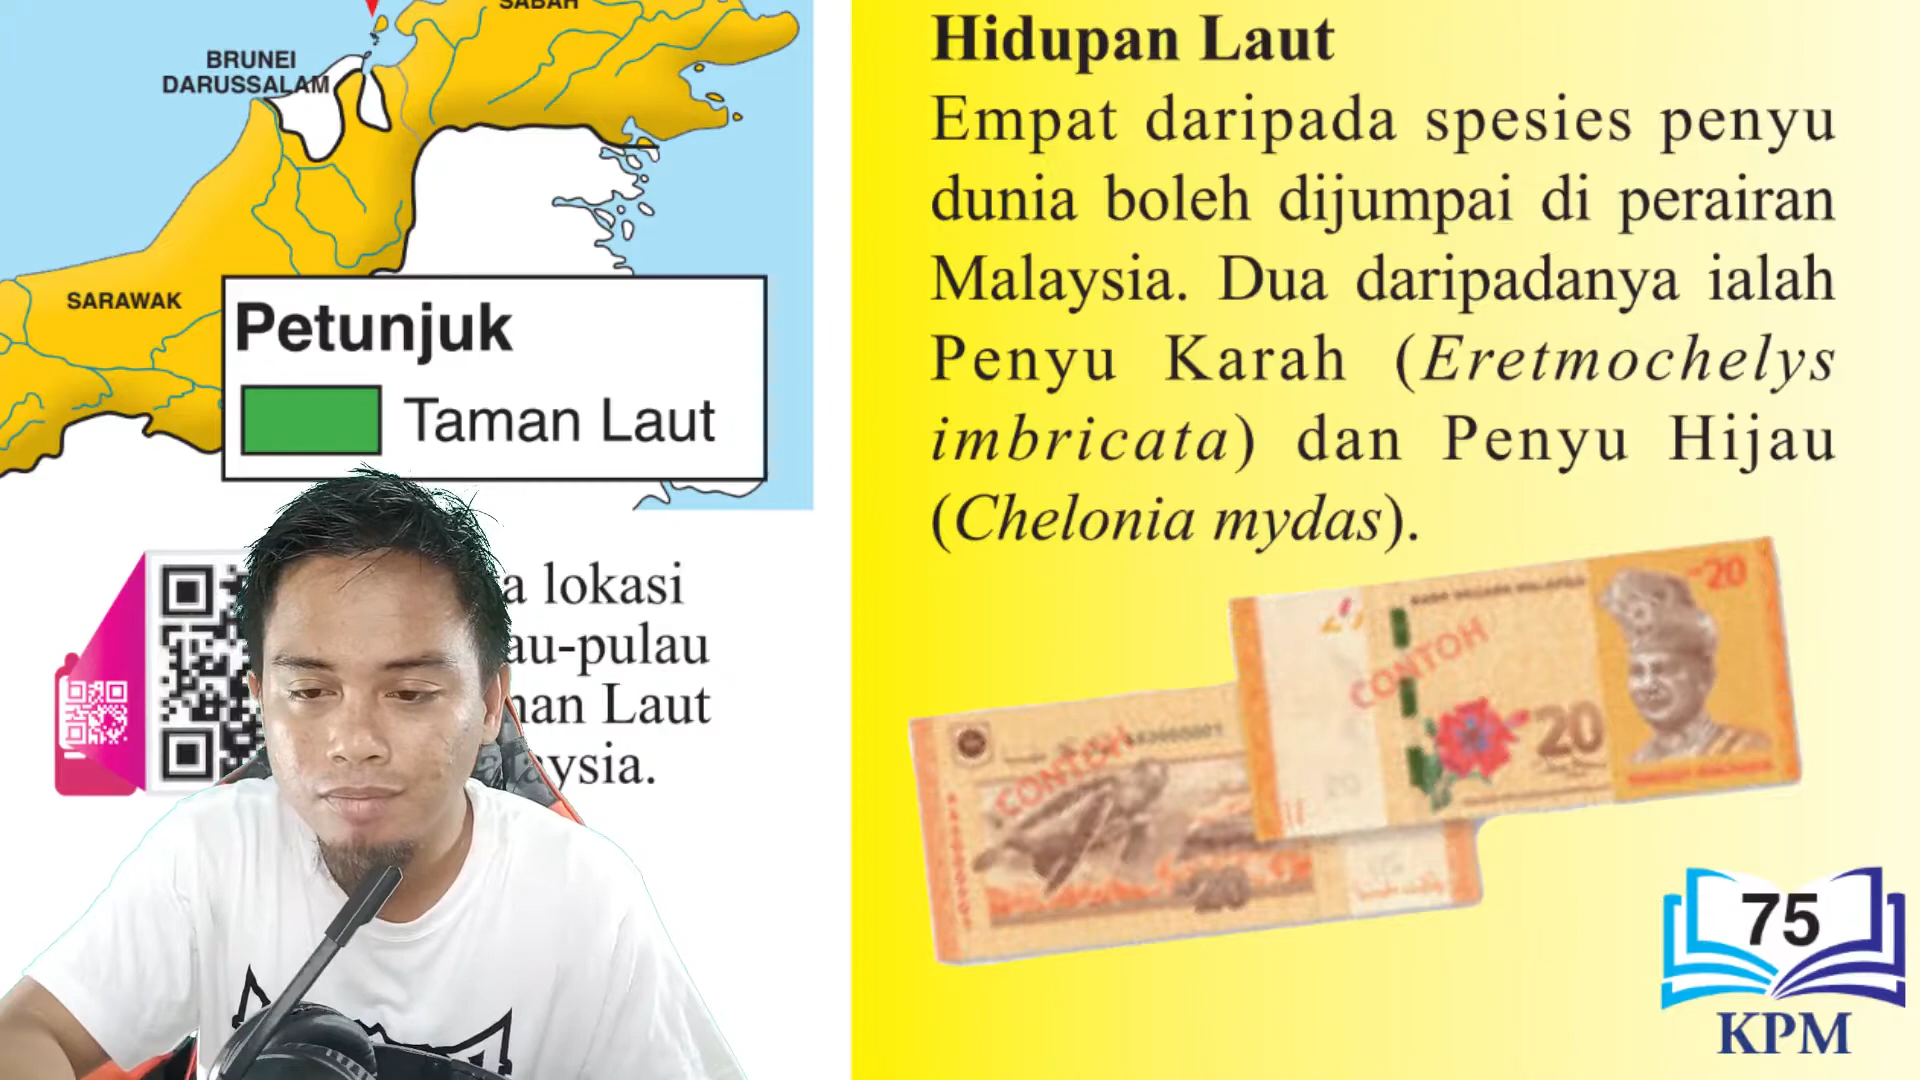 SABAH
BRUNEI
DARUSSALAM
SARAWAK
Petunjuk
Taman Laut
lokasi
au-pulau
Laut
aysia.
Hidupan Laut
Empat daripada spesies penyu
dunia boleh dijumpai di perairan
Malaysia. Dua daripadanya ialah
Penyu Karah (Eretmochelys
imbricata) dan Penyu Hijau
(Chelonia mydas).
CONTOH
20
CONTOH
20
20
75
KPM